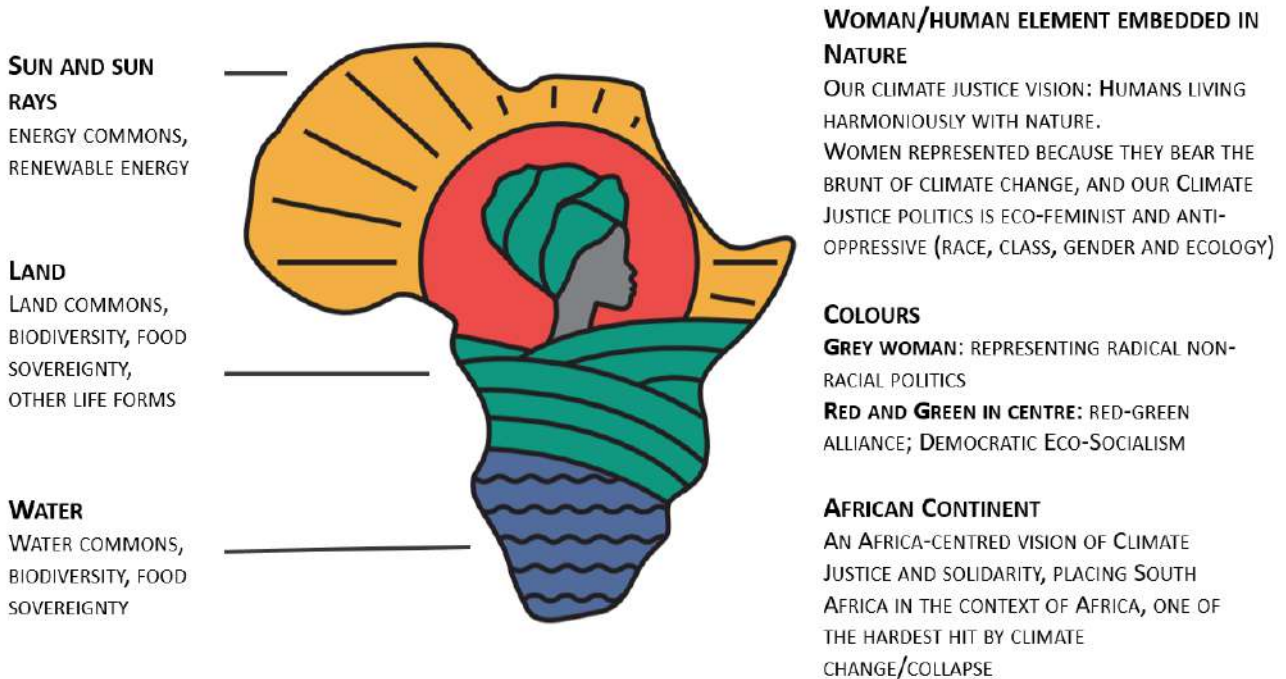 SUN AND SUN
RAYS
ENERGY COMMONS,
RENEWABLE ENERGY
LAND
LAND COMMONS,
BIODIVERSITY, FOOD
SOVEREIGNTY,
OTHER LIFE FORMS
WATER
WATER COMMONS,
BIODIVERSITY, FOOD
SOVEREIGNTY
WOMAN/HUMAN ELEMENT EMBEDDED IN
NATURE
OUR CLIMATE JUSTICE VISION: HUMANS LIVING
HARMONIOUSLY WITH NATURE.
WOMEN REPRESENTED BECAUSE THEY BEAR THE
BRUNT OF CLIMATE CHANGE, AND OUR CLIMATE
JUSTICE POLITICS IS ECO-FEMINIST AND ANTI-
OPPRESSIVE (RACE, CLASS, GENDER AND ECOLOGY)
COLOURS
GREY WOMAN: REPRESENTING RADICAL NON-
RACIAL POLITICS
RED AND GREEN IN CENTRE: RED-GREEN
ALLIANCE; DEMOCRATIC ECO-SOCIALISM
AFRICAN CONTINENT
AN AFRICA-CENTRED VISION OF CLIMATE
JUSTICE AND SOLIDARITY, PLACING SOUTH
AFRICA IN THE CONTEXT OF AFRICA, ONE OF
THE HARDEST HIT BY CLIMATE
CHANGE/COLLAPSE